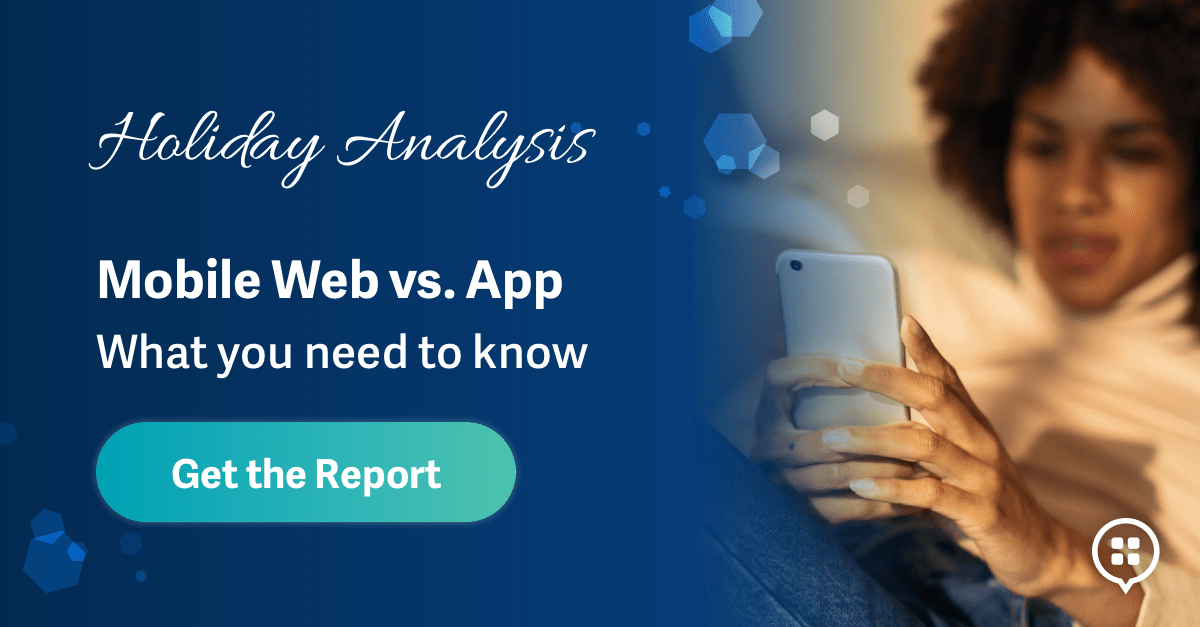 Holiday Analysis
Mobile Web vs. App
What you need to know
Get the Report